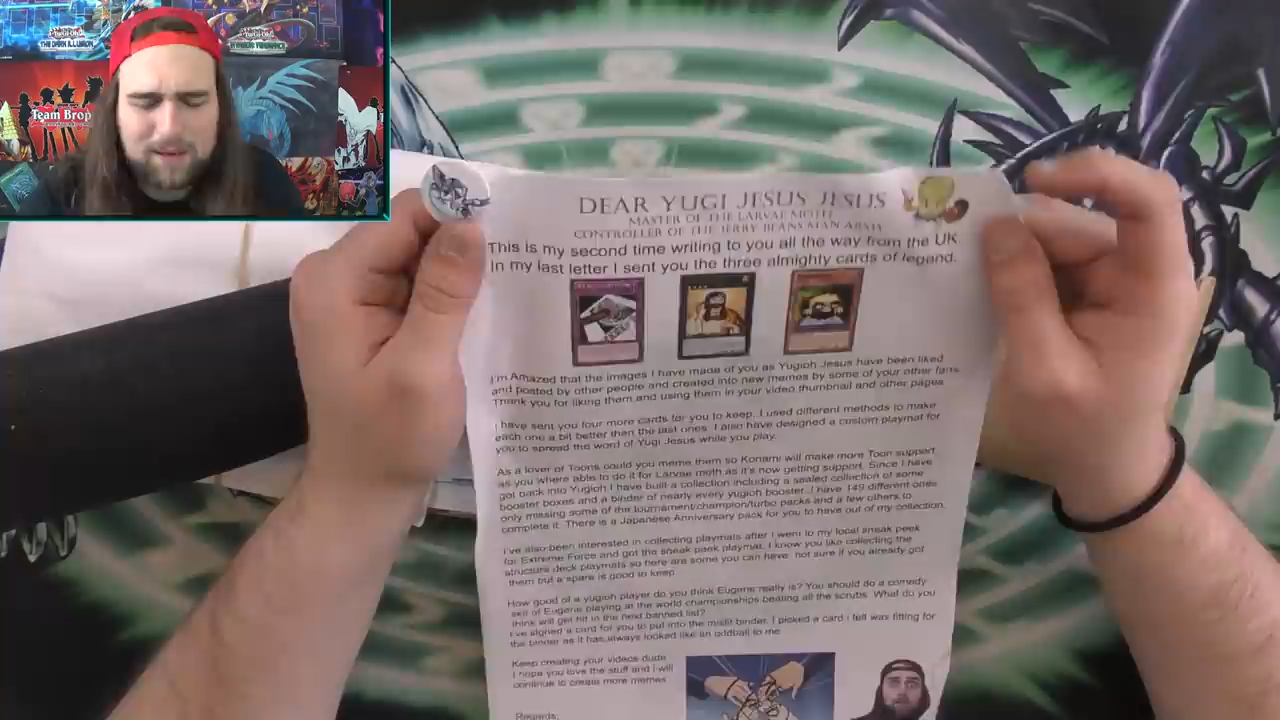 THE DARK ILLUSION
Team Brop
DEAR YUGI JESUS JESUS
MASTER OF THE LARVAE MOTH
CONTROLLER OF THE JERRY BEANS MAN ARMY
This is my second time writing to you all the way from the UK
In my last letter I sent you the three almighty cards of legend.
I'm Amazed that the images I have made of you as Yugioh Jesus have been liked
and posted by other people and created into new memes by some of your other fans.
Thank you for liking them and using them in your video thumbnail and other pages
I have sent you four more cards for you to keep. I used different methods to make
each one a bit better then the last ones. I also have designed a custom playmat for
you to spread the word of Yugi Jesus while you play.
As a lover of Toons could you meme them so Konami will make more Toon support
as you where able to do it for Larvae moth as it's now getting support. Since I have
got back into Yugioh I have built a collection including a sealed collection of some
booster boxes and a binder of nearly every yugioh booster. I have 149 different ones
only missing some of the tournament/champion/turbo packs and a few others to
complete it. There is a Japanese Anniversary pack for you to have out of my collection.
I've also been interested in collecting playmats after I went to my local sneak peek
for Extreme Force and got the sneak peek playmat. I know you like collecting the
structure deck playmats so here are some you can have, not sure if you already got
them but a spare is good to keep
How good of a yugioh player do you think Eugene really is? You should do a comedy
skit of Eugene playing at the world championships beating all the scrubs. What do you
think will get hit in the next banned list?
I've signed a card for you to put into the misfit binder. I picked a card i felt was fitting for
the binder as it has always looked like an oddball to me
Keep creating your videos dude
I hope you love the stuff and I will
continue to create more memes
Regards,